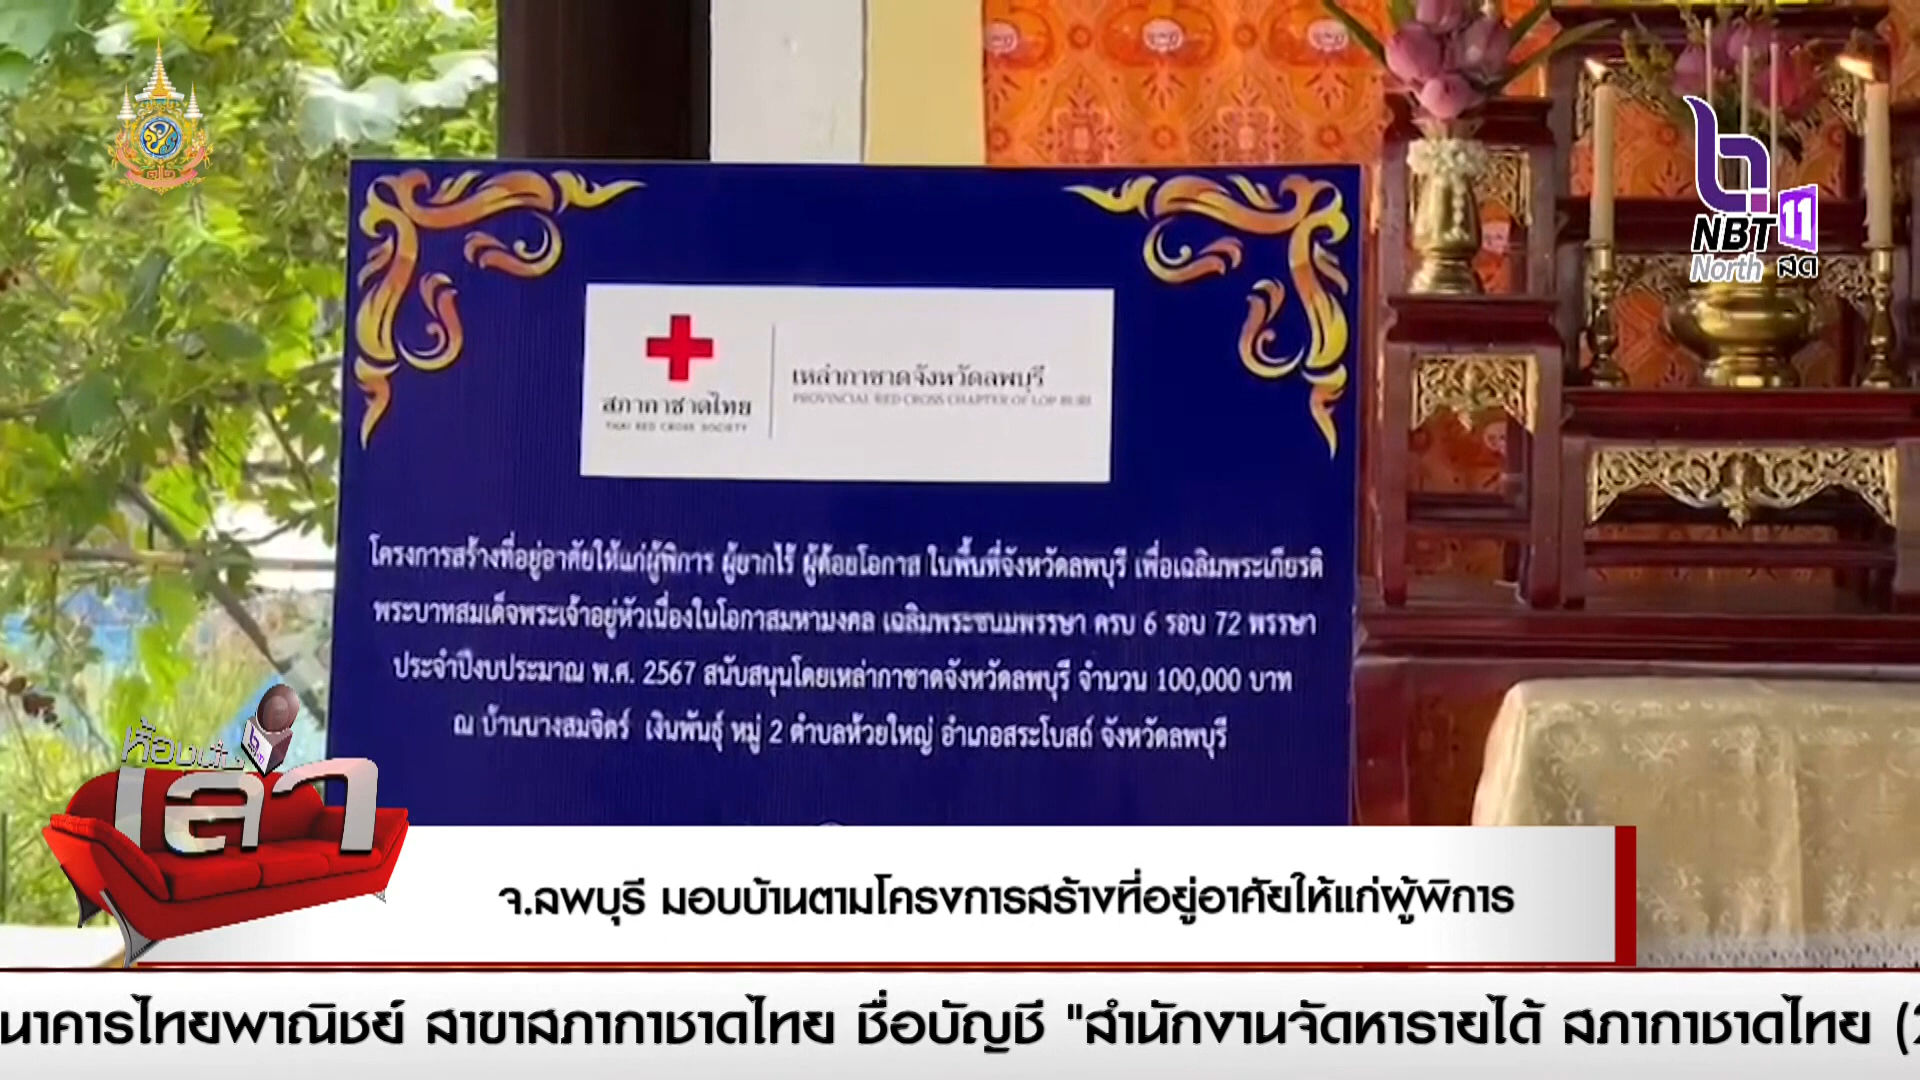 NBT 11
North สด
สภากาชาดไทย
THAI RED CROSS SOCIETY
เหล่ากาชาดจังหวัดลพบุรี
PROVINCIAL RED CROSS CHAPTER OF LOP BURI
โครงการสร้างที่อยู่อาศัยให้แก่ผู้พิการ ผู้ยากไร้ ผู้ด้อยโอกาส ในพื้นที่จังหวัดลพบุรี เพื่อเฉลิมพระเกียรติ
พระบาทสมเด็จพระเจ้าอยู่หัวเนื่องในโอกาสมหามงคล เฉลิมพระชนมพรรษา ครบ 6 รอบ 72 พรรษา
ประจำปีงบประมาณ พ.ศ. 2567 สนับสนุนโดยเหล่ากาชาดจังหวัดลพบุรี จำนวน 100,000 บาท
ณ บ้านนางสมจิตร์ เงินพันธุ์ หมู่ 2 ตำบลห้วยใหญ่ อำเภอสระโบสถ์ จังหวัดลพบุรี
เล่า
จ.ลพบุรี มอบบ้านตามโครงการสร้างที่อยู่อาศัยให้แก่ผู้พิการ
นาคารไทยพาณิชย์ สาขาสภากาชาดไทย ชื่อบัญชี "สำนักงานจัดหารายได้ สภากาชาดไทย (